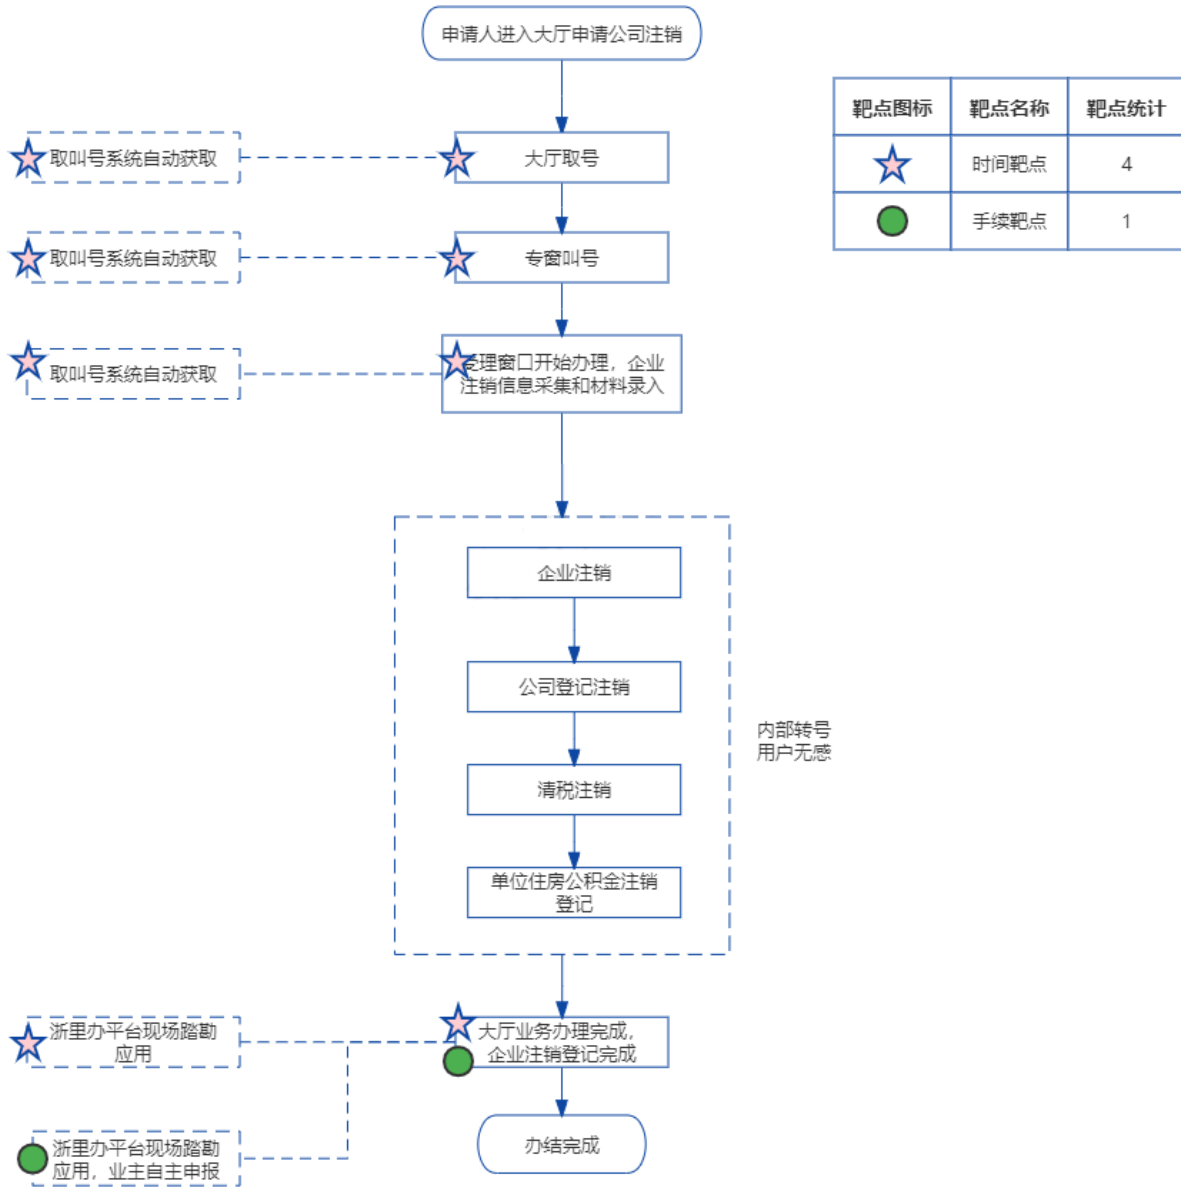 申请人进入大厅申请公司注销
靶点图标 靶点名称 靶点统计
时间靶点 4
手续靶点 1
取叫号系统自动获取
大厅取号
取叫号系统自动获取
专窗叫号
取叫号系统自动获取
受理窗口开始办理，企业
注销信息采集和材料录入
企业注销
公司登记注销
清税注销
单位住房公积金注销
登记
内部转号
用户无感
浙里办平台现场踏勘
应用
大厅业务办理完成，
企业注销登记完成
浙里办平台现场踏勘
应用，业主自主申报
办结完成